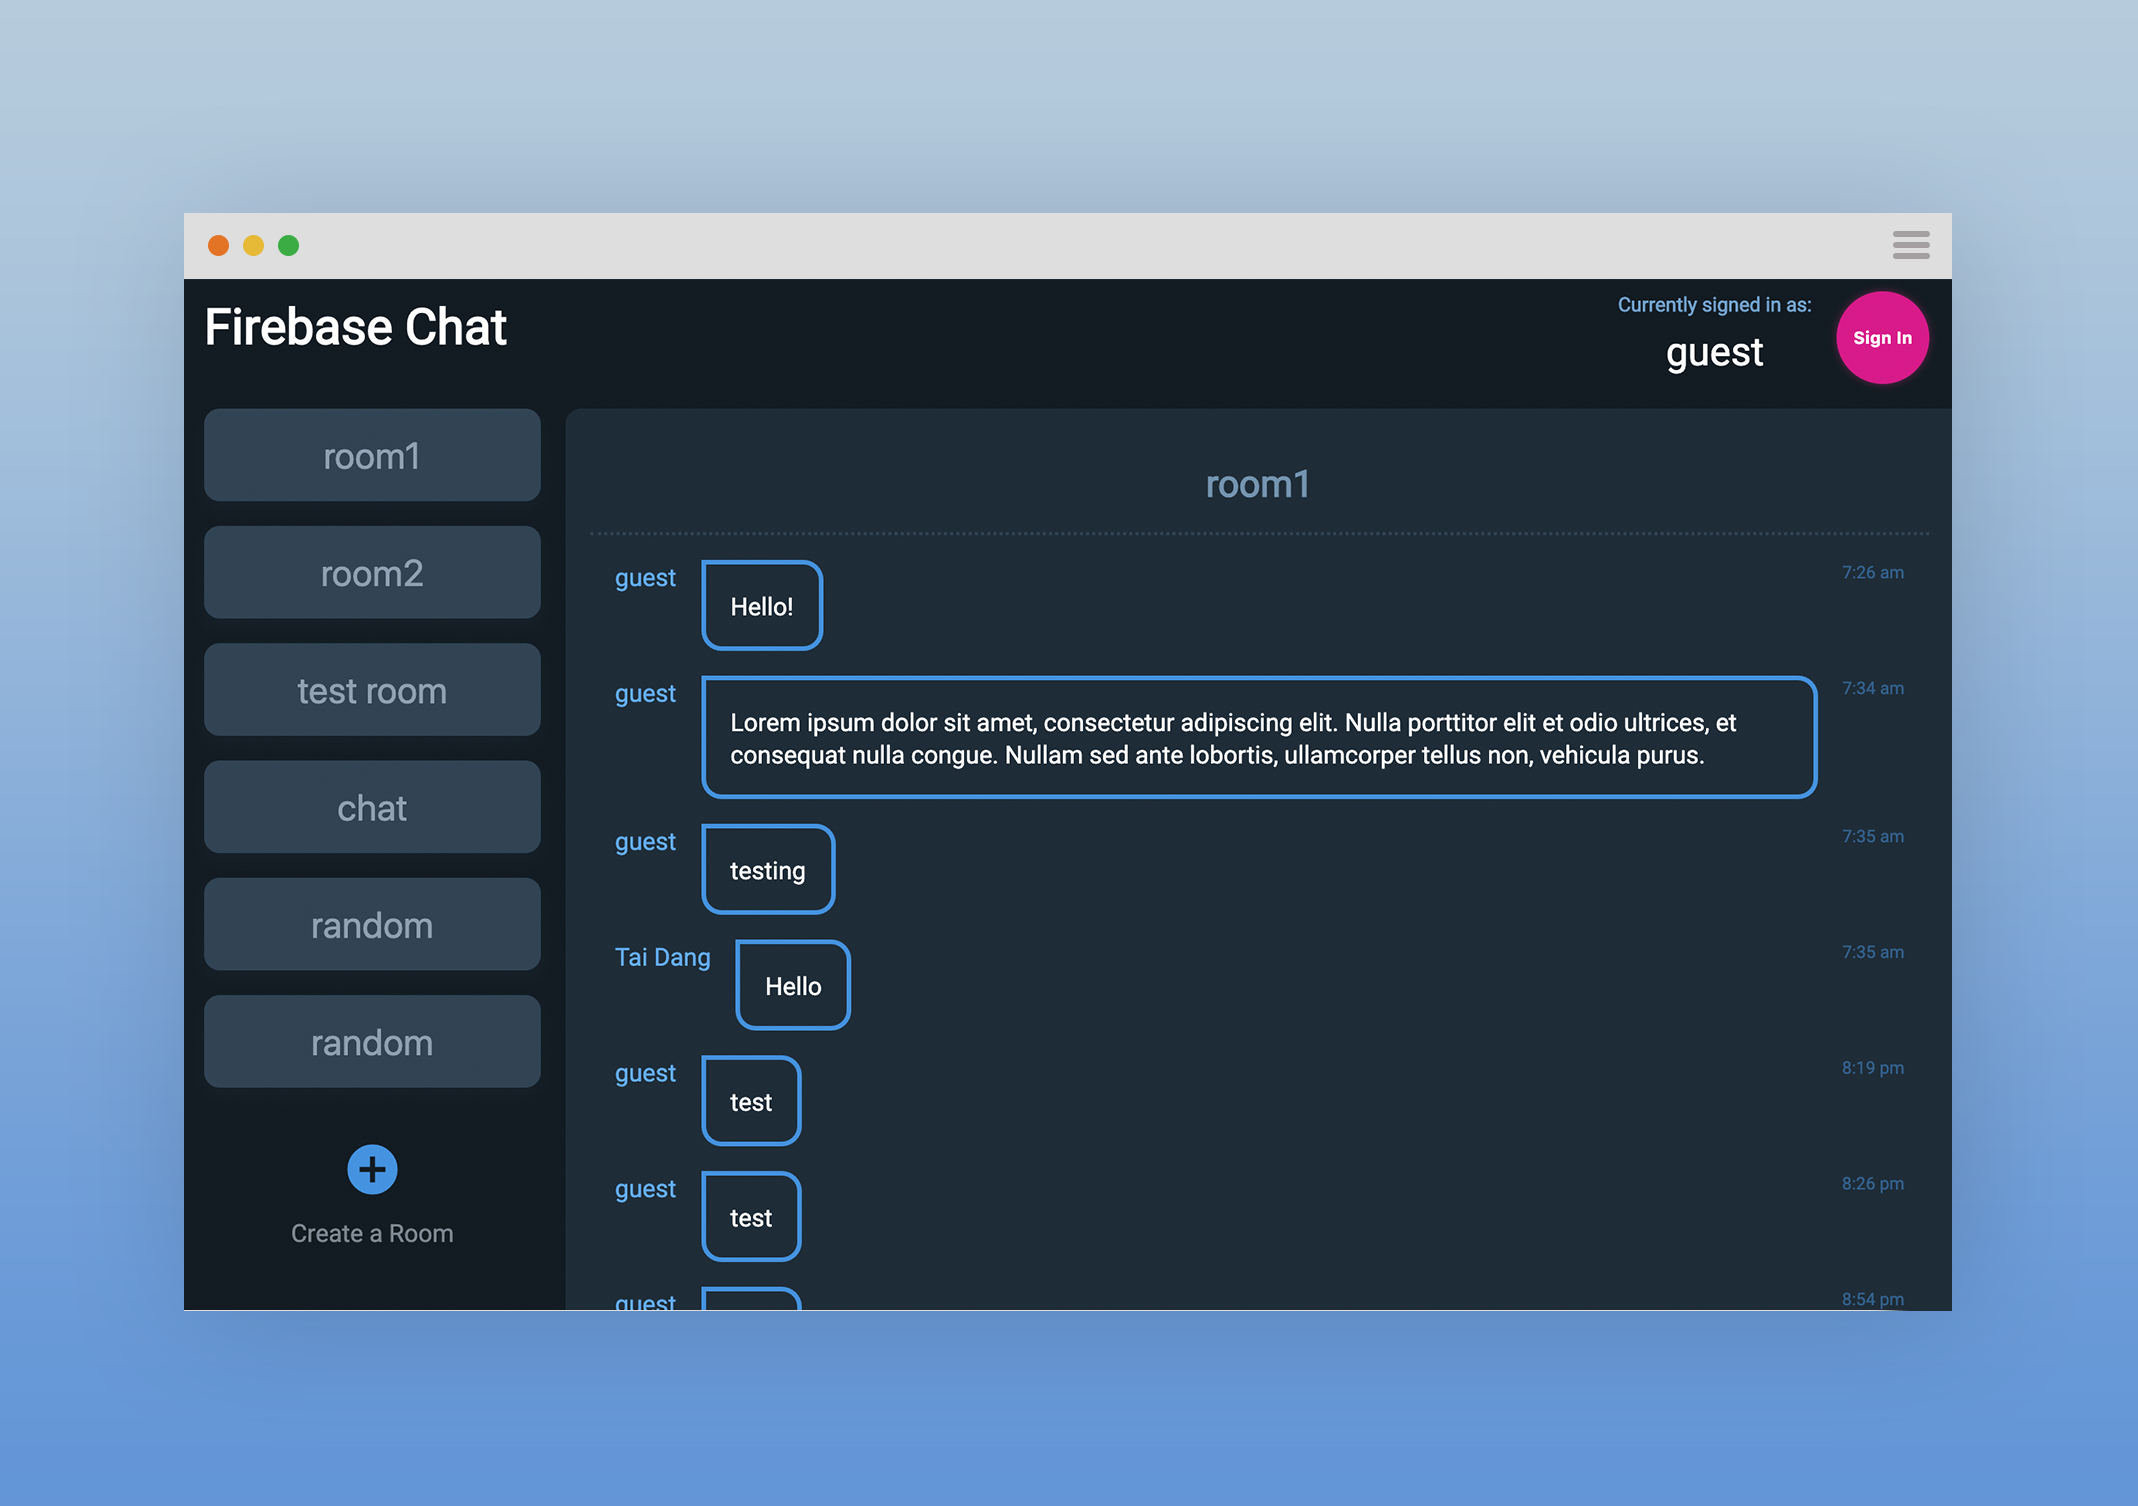 Firebase Chat
Currently signed in as:
guest
Sign In
room1
room2
test room
chat
random
random
Create a Room
room1
guest
Hello!
7:26 am
guest
Lorem ipsum dolor sit amet, consectetur adipiscing elit. Nulla porttitor elit et odio ultrices, et
consequat nulla congue. Nullam sed ante lobortis, ullamcorper tellus non, vehicula purus.
7:34 am
guest
testing
7:35 am
Tai Dang
Hello
7:35 am
guest
test
8:19 pm
guest
test
8:26 pm
guest
8:54 pm